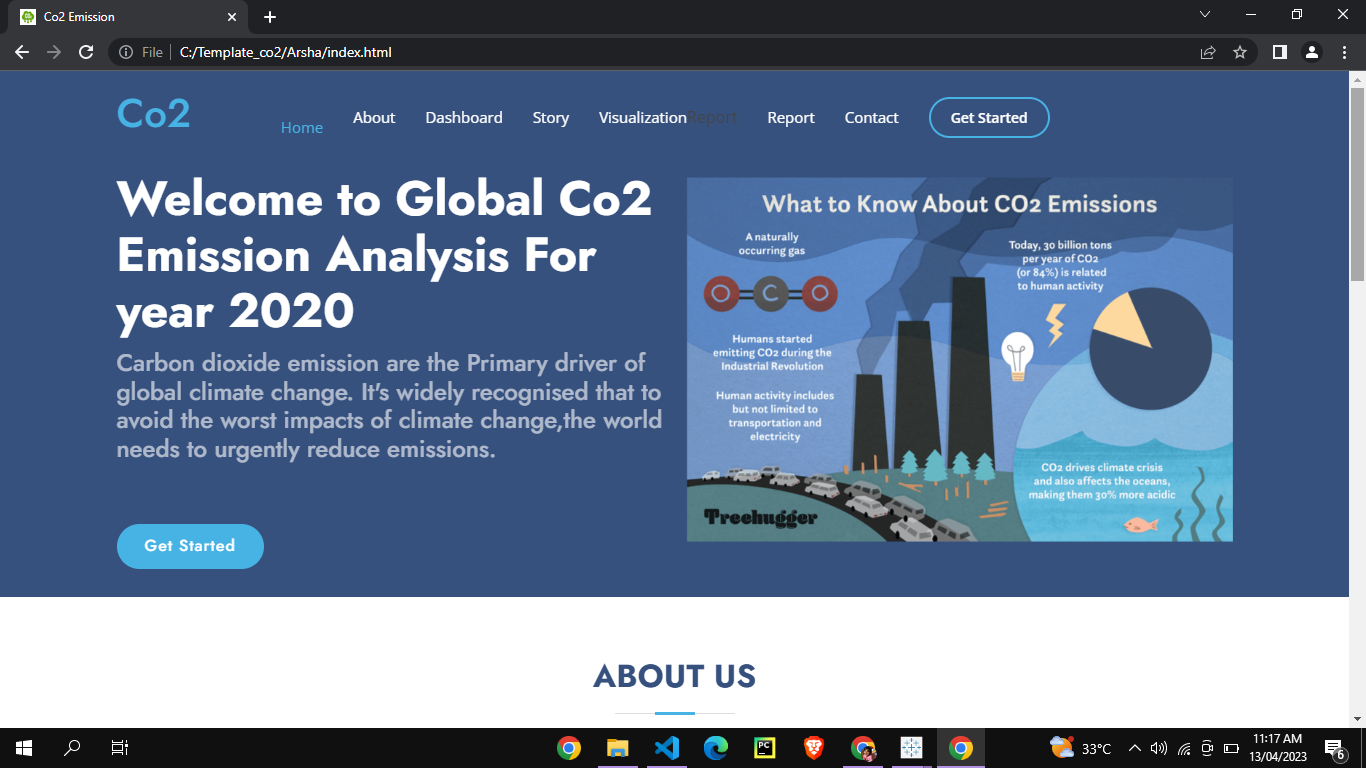 Co2 Emission
File
C:/Template_co2/Arsha/index.html
Co2
Home
About
Dashboard
Story
Visualization
Report
Report
Contact
Get Started
Welcome to Global Co2
Emission Analysis For
year 2020
Carbon dioxide emission are the Primary driver of
global climate change. It's widely recognised that to
avoid the worst impacts of climate change,the world
needs to urgently reduce emissions.
Get Started
What to Know About CO2 Emissions
A naturally
occurring gas
O C O
Humans started
emitting CO2 during the
Industrial Revolution
Human activity includes
but not limited to
transportation and
electricity
Today, 30 billion tons
per year of CO2
(or 84%) is related
to human activity
CO2 drives climate crisis
and also affects the oceans,
making them 30% more acidic
Treehugger
ABOUT US
PC
33°C
11:17 AM
13/04/2023
6